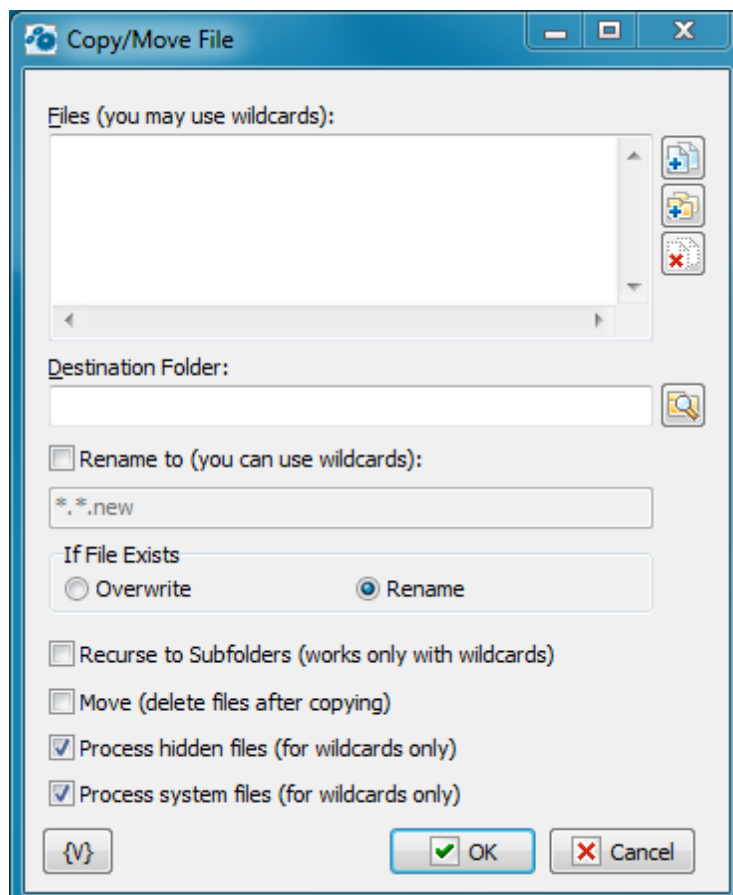 Copy/Move File
Files (you may use wildcards):
Destination Folder:
Rename to (you can use wildcards):
*.*.new
If File Exists
Overwrite Rename
Recurse to Subfolders (works only with wildcards)
Move (delete files after copying)
Process hidden files (for wildcards only)
Process system files (for wildcards only)
{V} OK Cancel